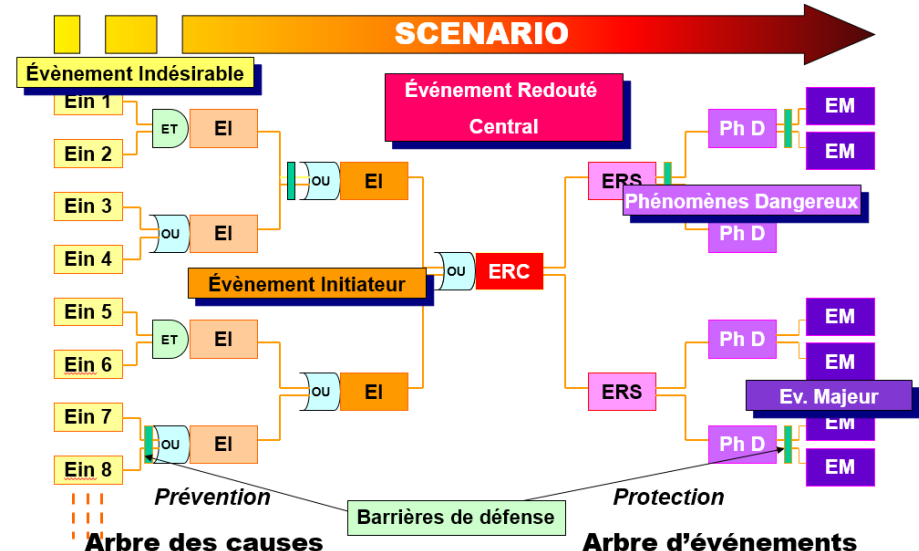 SCENARIO
Évènement Indésirable
Événement Redouté
Central
Ein 1
Ein 2
Ein 3
Ein 4
Ein 5
Ein 6
Ein 7
Ein 8
ET
OU
ET
OU
EI
EI
EI
EI
OU
OU
EI
EI
Évènement Initiateur
OU
ERC
ERS
ERS
Phénomènes Dangereux
Ph D
Ph D
Ph D
Ph D
EM
EM
EM
EM
Ev. Majeur
EM
EM
Prévention
Protection
Barrières de défense
Arbre des causes
Arbre d'événements